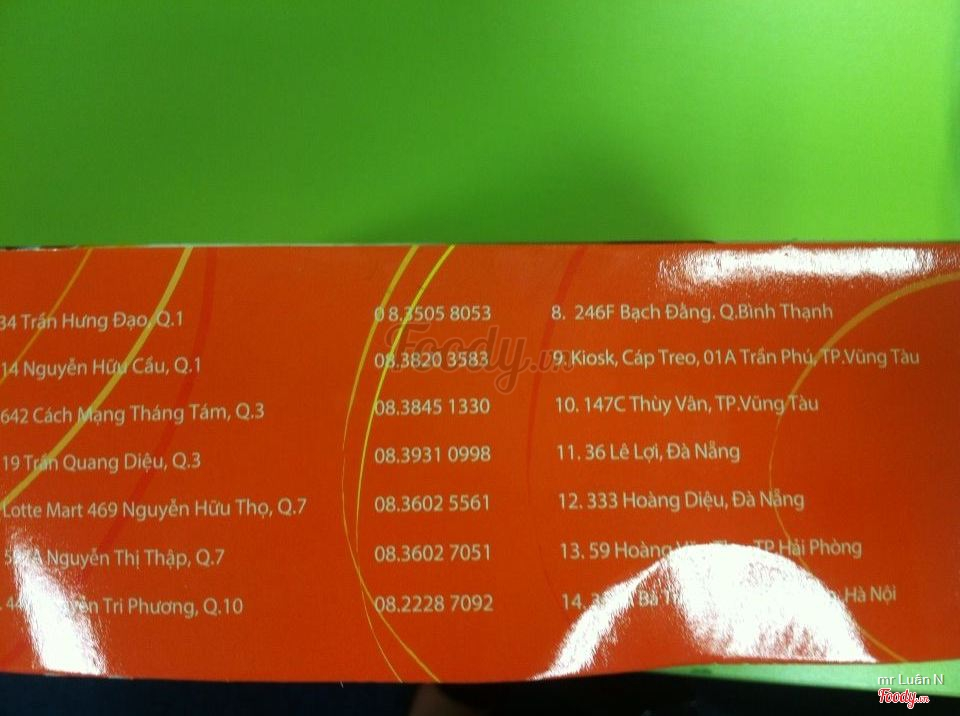 34 Trần Hưng Đạo, Q.1 08.3505 8053
14 Nguyễn Hữu Cầu, Q.1 08.3820 3583
642 Cách Mạng Tháng Tám, Q.3 08.3845 1330
19 Trần Quang Diệu, Q.3 08.3931 0998
Lotte Mart 469 Nguyễn Hữu Thọ, Q.7 08.3602 5561
Nguyễn Thị Thập, Q.7 08.3602 7051
Tri Phương, Q.10 08.2228 7092
8. 246F Bạch Đằng. Q.Bình Thạnh
9. Kiosk, Cáp Treo, 01A Trần Phú, TP.Vũng Tàu
10. 147C Thùy Vân, TP.Vũng Tàu
11. 36 Lê Lợi, Đà Nẵng
12. 333 Hoàng Diệu, Đà Nẵng
13. 59 Hoàng TP.Hải Phòng
14. Bà Hà Nội
Foody.vn
mr Luân N
Foody.vn